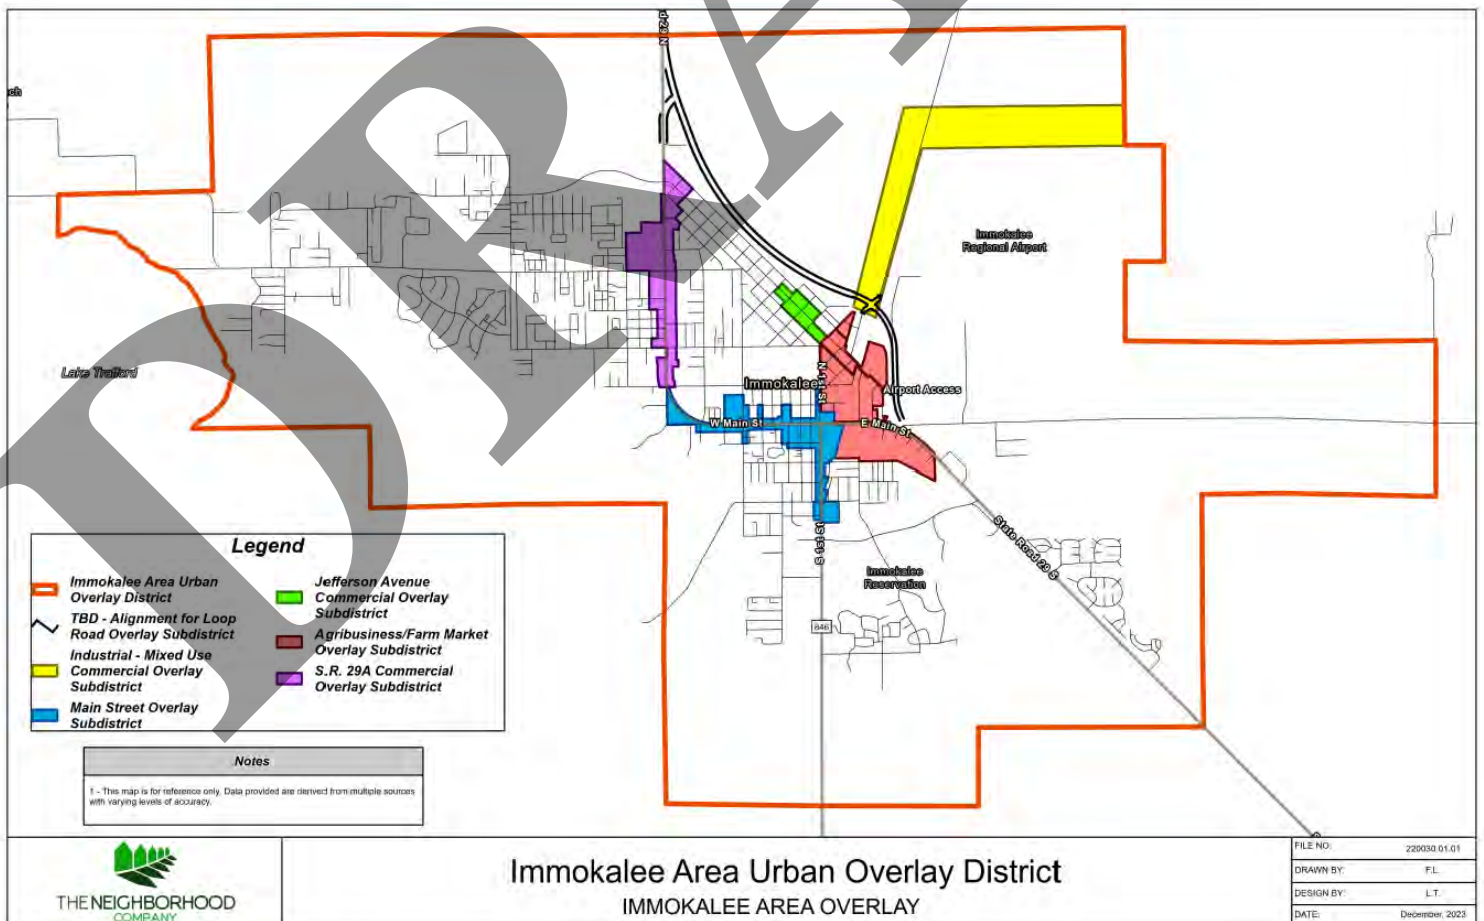 DRA
d 29 N
ch
Immokalee
Regional Airport
Lake Trafford
Immokalee
N 1st St
Airport Access
W Main St
E Main St
State Road 29 S
S 1st St
Immokalee
Reservation
846
Legend
Immokalee Area Urban
Overlay District
TBD - Alignment for Loop
Road Overlay Subdistrict
Industrial - Mixed Use
Commercial Overlay
Subdistrict
Main Street Overlay
Subdistrict
Jefferson Avenue
Commercial Overlay
Subdistrict
Agribusiness/Farm Market
Overlay Subdistrict
S.R. 29A Commercial
Overlay Subdistrict
Notes
1 - This map is for reference only. Data provided are derived from multiple sources
with varying levels of accuracy.
THE NEIGHBORHOOD
COMPANY
Immokalee Area Urban Overlay District
IMMOKALEE AREA OVERLAY
FILE NO: 220030.01.01
DRAWN BY: F.L.
DESIGN BY: L.T.
DATE: December, 2023